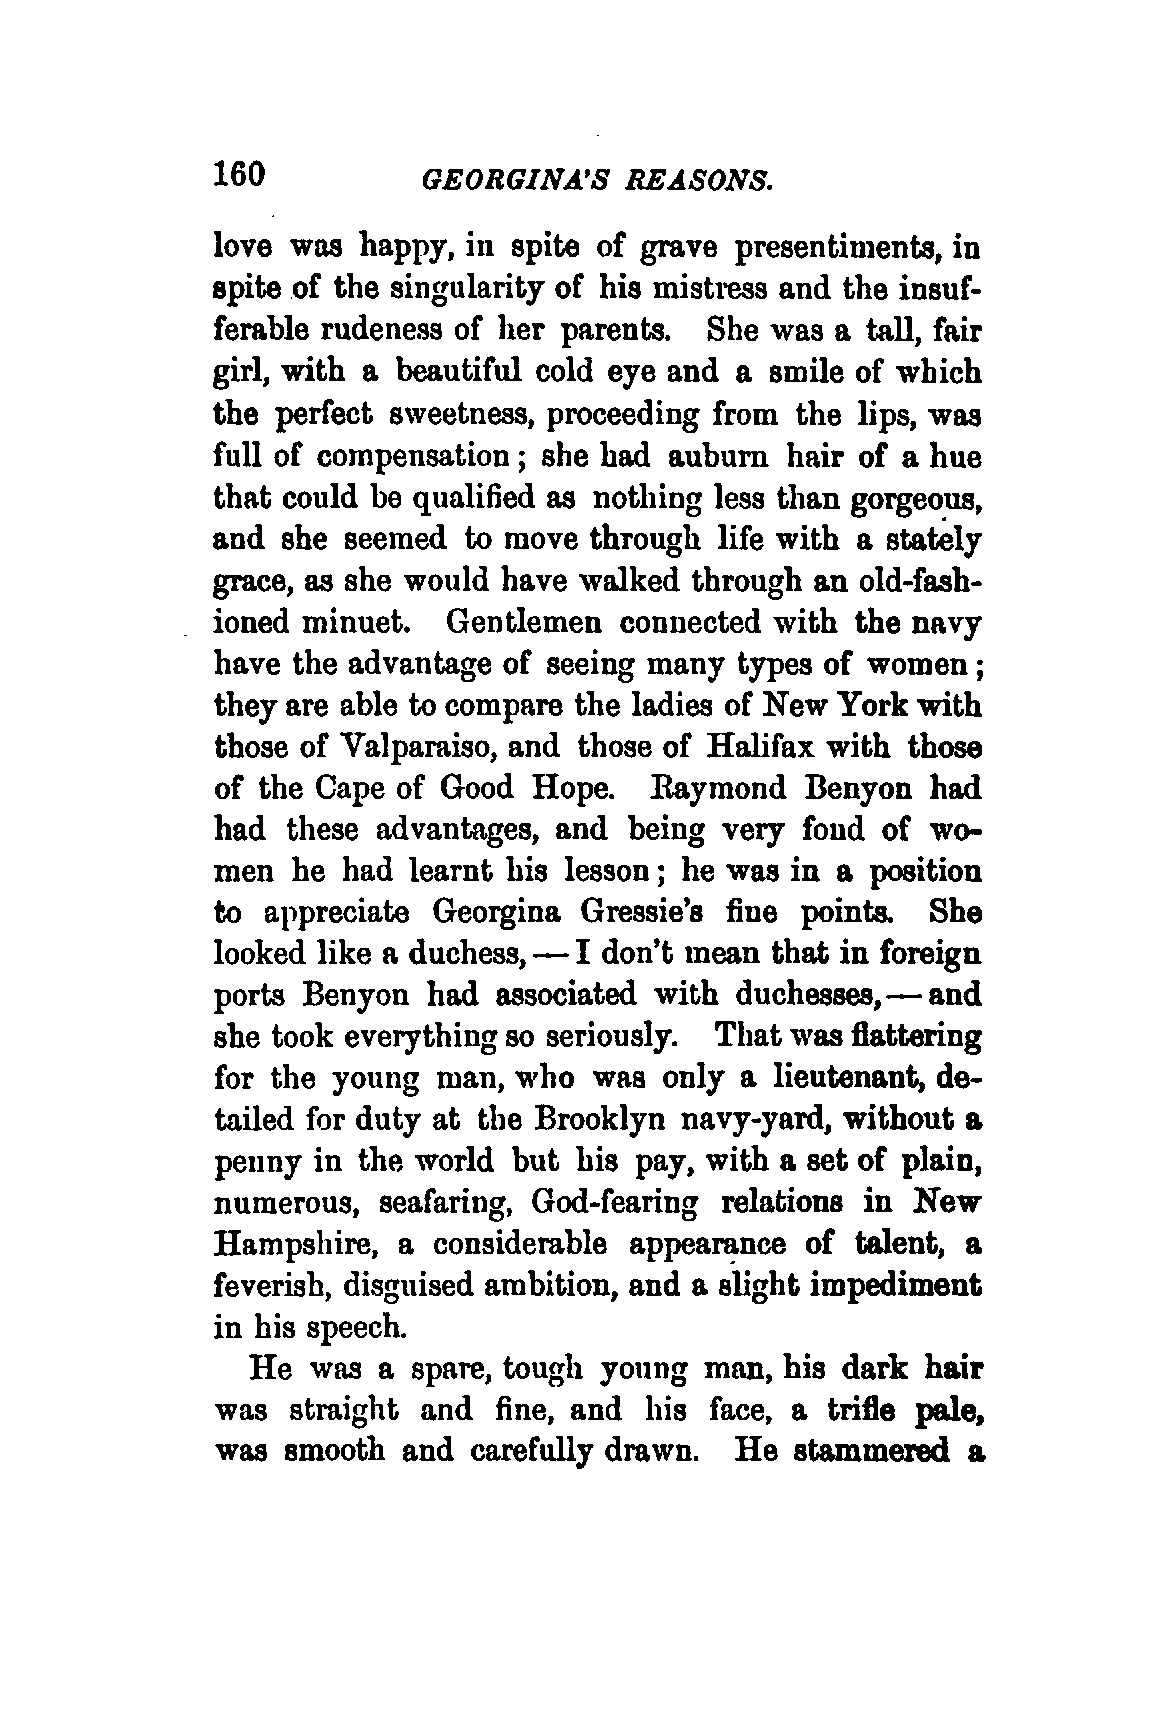 160 GEORGINA'S REASONS.
love was happy, in spite of grave presentiments, in
spite of the singularity of his mistress and the insuf-
ferable rudeness of her parents. She was a tall, fair
girl, with a beautiful cold eye and a smile of which
the perfect sweetness, proceeding from the lips, was
full of compensation; she had auburn hair of a hue
that could be qualified as nothing less than gorgeous,
and she seemed to move through life with a stately
grace, as she would have walked through an old-fash-
ioned minuet. Gentlemen connected with the navy
have the advantage of seeing many types of women;
they are able to compare the ladies of New York with
those of Valparaiso, and those of Halifax with those
of the Cape of Good Hope. Raymond Benyon had
had these advantages, and being very fond of wo-
men he had learnt his lesson; he was in a position
to appreciate Georgina Gressie's fine points. She
looked like a duchess,—I don't mean that in foreign
ports Benyon had associated with duchesses,—and
she took everything so seriously. That was flattering
for the young man, who was only a lieutenant, de-
tailed for duty at the Brooklyn navy-yard, without a
penny in the world but his pay, with a set of plain,
numerous, seafaring, God-fearing relations in New
Hampshire, a considerable appearance of talent, a
feverish, disguised ambition, and a slight impediment
in his speech.
He was a spare, tough young man, his dark hair
was straight and fine, and his face, a trifle pale,
was smooth and carefully drawn. He stammered a